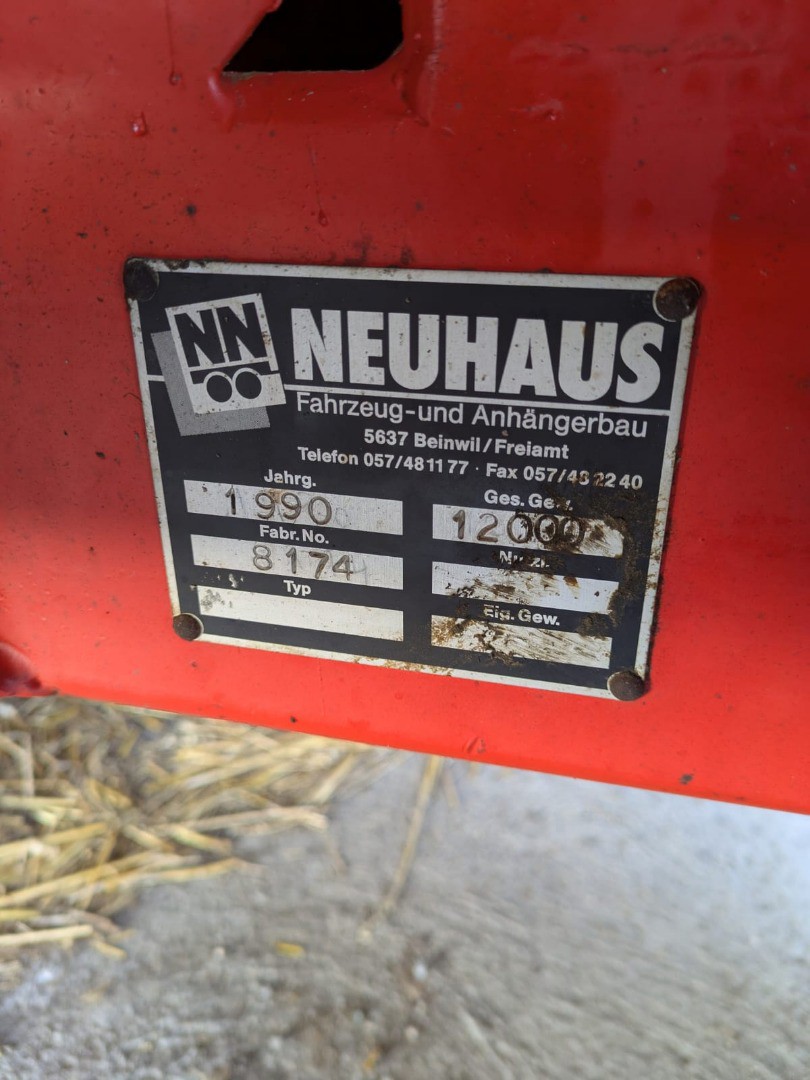 NN NEUHAUS
Fahrzeug-und Anhängerbau
5637 Beinwil/Freiamt
Telefon 057/48 11 77 · Fax 057/48 22 40
Jahrg. Ges. Gew.
1990 12000
Fabr. No. Nutzl.
8174
Typ Eig. Gew.